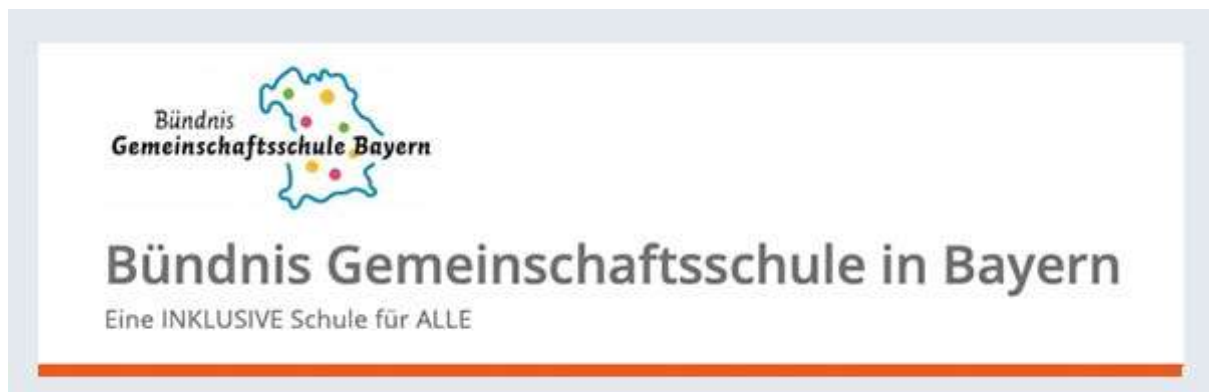 Bündnis
Gemeinschaftsschule Bayern
Bündnis Gemeinschaftsschule in Bayern
Eine INKLUSIVE Schule für ALLE